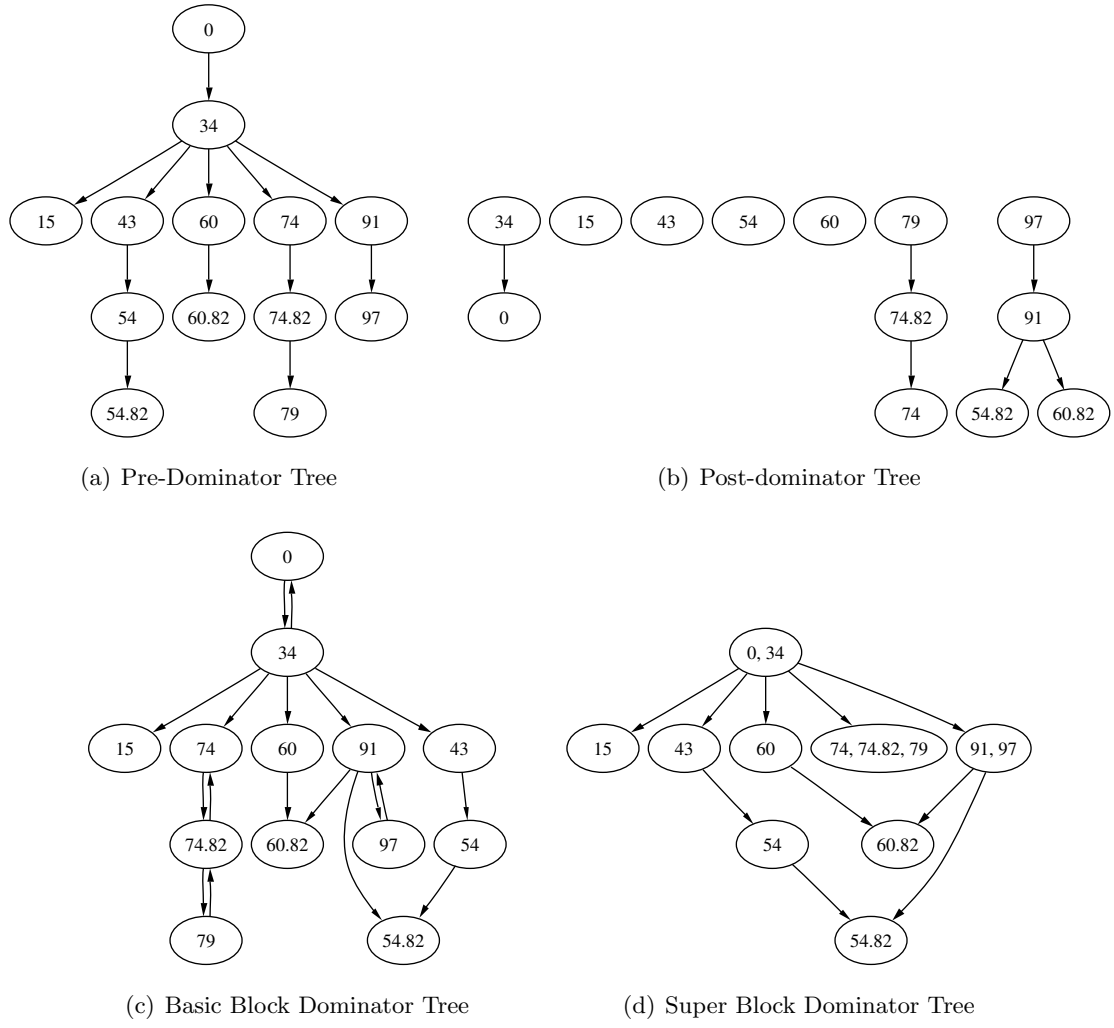 0
34
15 43 60 74 91
54 60.82 74.82 97
54.82 79
34 15 43 54 60 79 97
0 74.82 91
74 54.82 60.82
(a) Pre-Dominator Tree
(b) Post-dominator Tree
0
34
15 74 60 91 43
74.82 60.82 97 54
79 54.82
0, 34
15 43 60 74, 74.82, 79 91, 97
54 60.82
54.82
(c) Basic Block Dominator Tree
(d) Super Block Dominator Tree